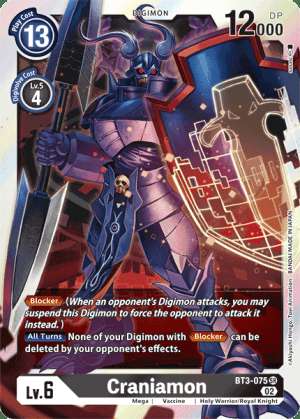 DIGIMON
Play Cost
13
12000
DP
Digivolve Cost
Lv.5
4
Blocker (When an opponent's Digimon attacks, you may
suspend this Digimon to force the opponent to attack it
instead.)
All Turns None of your Digimon with Blocker can be
deleted by your opponent's effects.
BT3-075 SR
02
Lv.6
Craniamon
Mega | Vaccine | Holy Warrior/Royal Knight